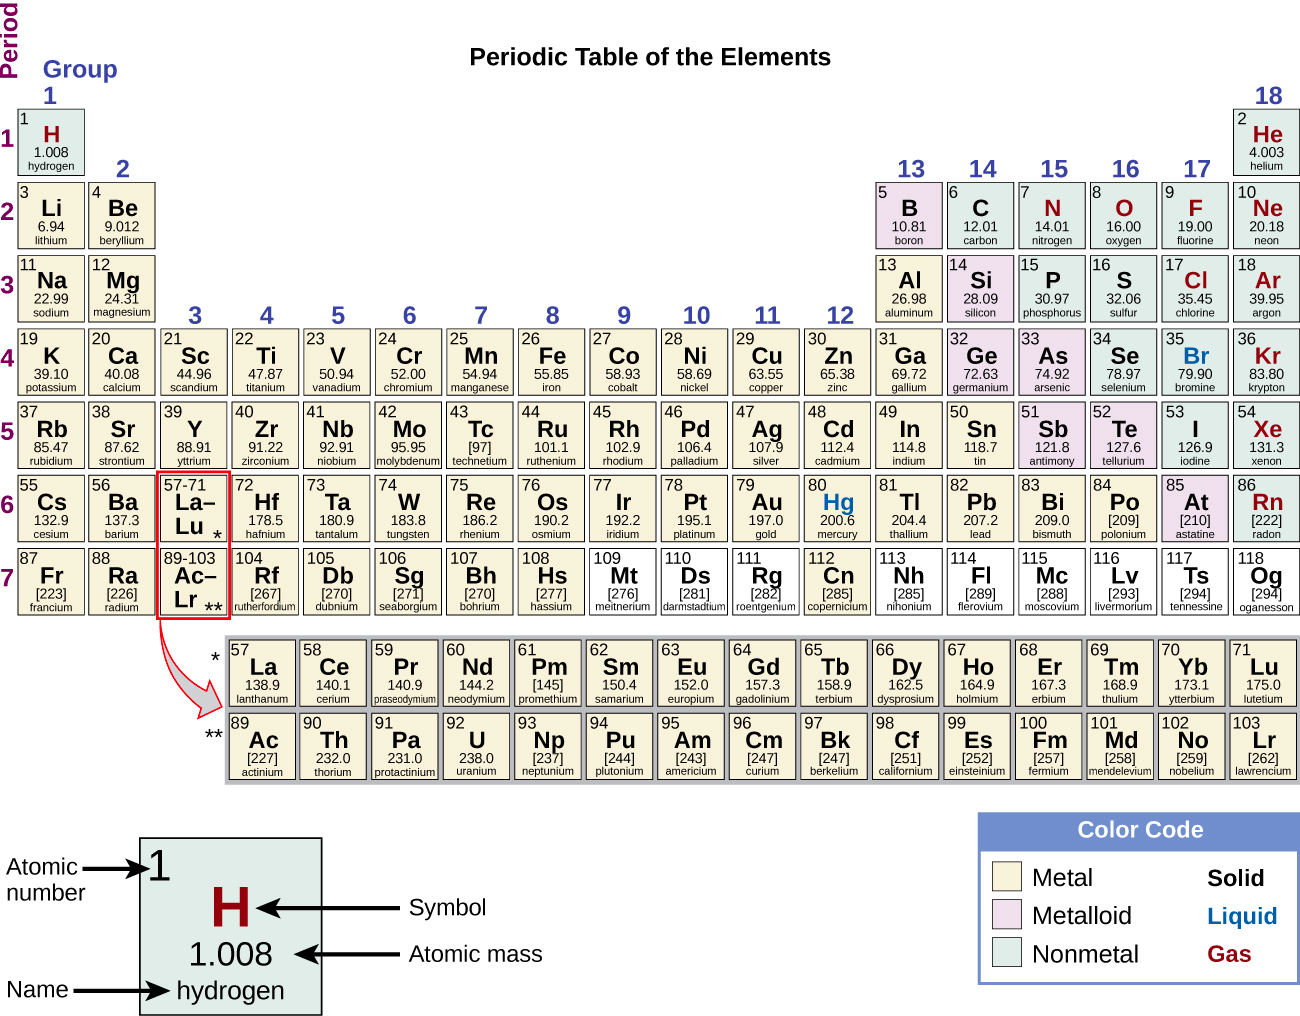 Period
Periodic Table of the Elements
Group
1 18
1 1 H 1.008 hydrogen 2 He 4.003 helium
2 13 14 15 16 17
2 3 Li 6.94 lithium 4 Be 9.012 beryllium 5 B 10.81 boron 6 C 12.01 carbon 7 N 14.01 nitrogen 8 O 16.00 oxygen 9 F 19.00 fluorine 10 Ne 20.18 neon
3 11 Na 22.99 sodium 12 Mg 24.31 magnesium 13 Al 26.98 aluminum 14 Si 28.09 silicon 15 P 30.97 phosphorus 16 S 32.06 sulfur 17 Cl 35.45 chlorine 18 Ar 39.95 argon
3 4 5 6 7 8 9 10 11 12
4 19 K 39.10 potassium 20 Ca 40.08 calcium 21 Sc 44.96 scandium 22 Ti 47.87 titanium 23 V 50.94 vanadium 24 Cr 52.00 chromium 25 Mn 54.94 manganese 26 Fe 55.85 iron 27 Co 58.93 cobalt 28 Ni 58.69 nickel 29 Cu 63.55 copper 30 Zn 65.38 zinc 31 Ga 69.72 gallium 32 Ge 72.63 germanium 33 As 74.92 arsenic 34 Se 78.97 selenium 35 Br 79.90 bromine 36 Kr 83.80 krypton
5 37 Rb 85.47 rubidium 38 Sr 87.62 strontium 39 Y 88.91 yttrium 40 Zr 91.22 zirconium 41 Nb 92.91 niobium 42 Mo 95.95 molybdenum 43 Tc [97] technetium 44 Ru 101.1 ruthenium 45 Rh 102.9 rhodium 46 Pd 106.4 palladium 47 Ag 107.9 silver 48 Cd 112.4 cadmium 49 In 114.8 indium 50 Sn 118.7 tin 51 Sb 121.8 antimony 52 Te 127.6 tellurium 53 I 126.9 iodine 54 Xe 131.3 xenon
6 55 Cs 132.9 cesium 56 Ba 137.3 barium 57-71 La– Lu * 72 Hf 178.5 hafnium 73 Ta 180.9 tantalum 74 W 183.8 tungsten 75 Re 186.2 rhenium 76 Os 190.2 osmium 77 Ir 192.2 iridium 78 Pt 195.1 platinum 79 Au 197.0 gold 80 Hg 200.6 mercury 81 Tl 204.4 thallium 82 Pb 207.2 lead 83 Bi 209.0 bismuth 84 Po [209] polonium 85 At [210] astatine 86 Rn [222] radon
7 87 Fr [223] francium 88 Ra [226] radium 89-103 Ac– Lr ** 104 Rf [267] rutherfordium 105 Db [270] dubnium 106 Sg [271] seaborgium 107 Bh [270] bohrium 108 Hs [277] hassium 109 Mt [276] meitnerium 110 Ds [281] darmstadtium 111 Rg [282] roentgenium 112 Cn [285] copernicium 113 Nh [285] nihonium 114 Fl [289] flerovium 115 Mc [288] moscovium 116 Lv [293] livermorium 117 Ts [294] tennessine 118 Og [294] oganesson
* 57 La 138.9 lanthanum 58 Ce 140.1 cerium 59 Pr 140.9 praseodymium 60 Nd 144.2 neodymium 61 Pm [145] promethium 62 Sm 150.4 samarium 63 Eu 152.0 europium 64 Gd 157.3 gadolinium 65 Tb 158.9 terbium 66 Dy 162.5 dysprosium 67 Ho 164.9 holmium 68 Er 167.3 erbium 69 Tm 168.9 thulium 70 Yb 173.1 ytterbium 71 Lu 175.0 lutetium
** 89 Ac [227] actinium 90 Th 232.0 thorium 91 Pa 231.0 protactinium 92 U 238.0 uranium 93 Np [237] neptunium 94 Pu [244] plutonium 95 Am [243] americium 96 Cm [247] curium 97 Bk [247] berkelium 98 Cf [251] californium 99 Es [252] einsteinium 100 Fm [257] fermium 101 Md [258] mendelevium 102 No [259] nobelium 103 Lr [262] lawrencium
Atomic number
1
H
Symbol
1.008
Atomic mass
Name
hydrogen
Color Code
Metal Solid
Metalloid Liquid
Nonmetal Gas